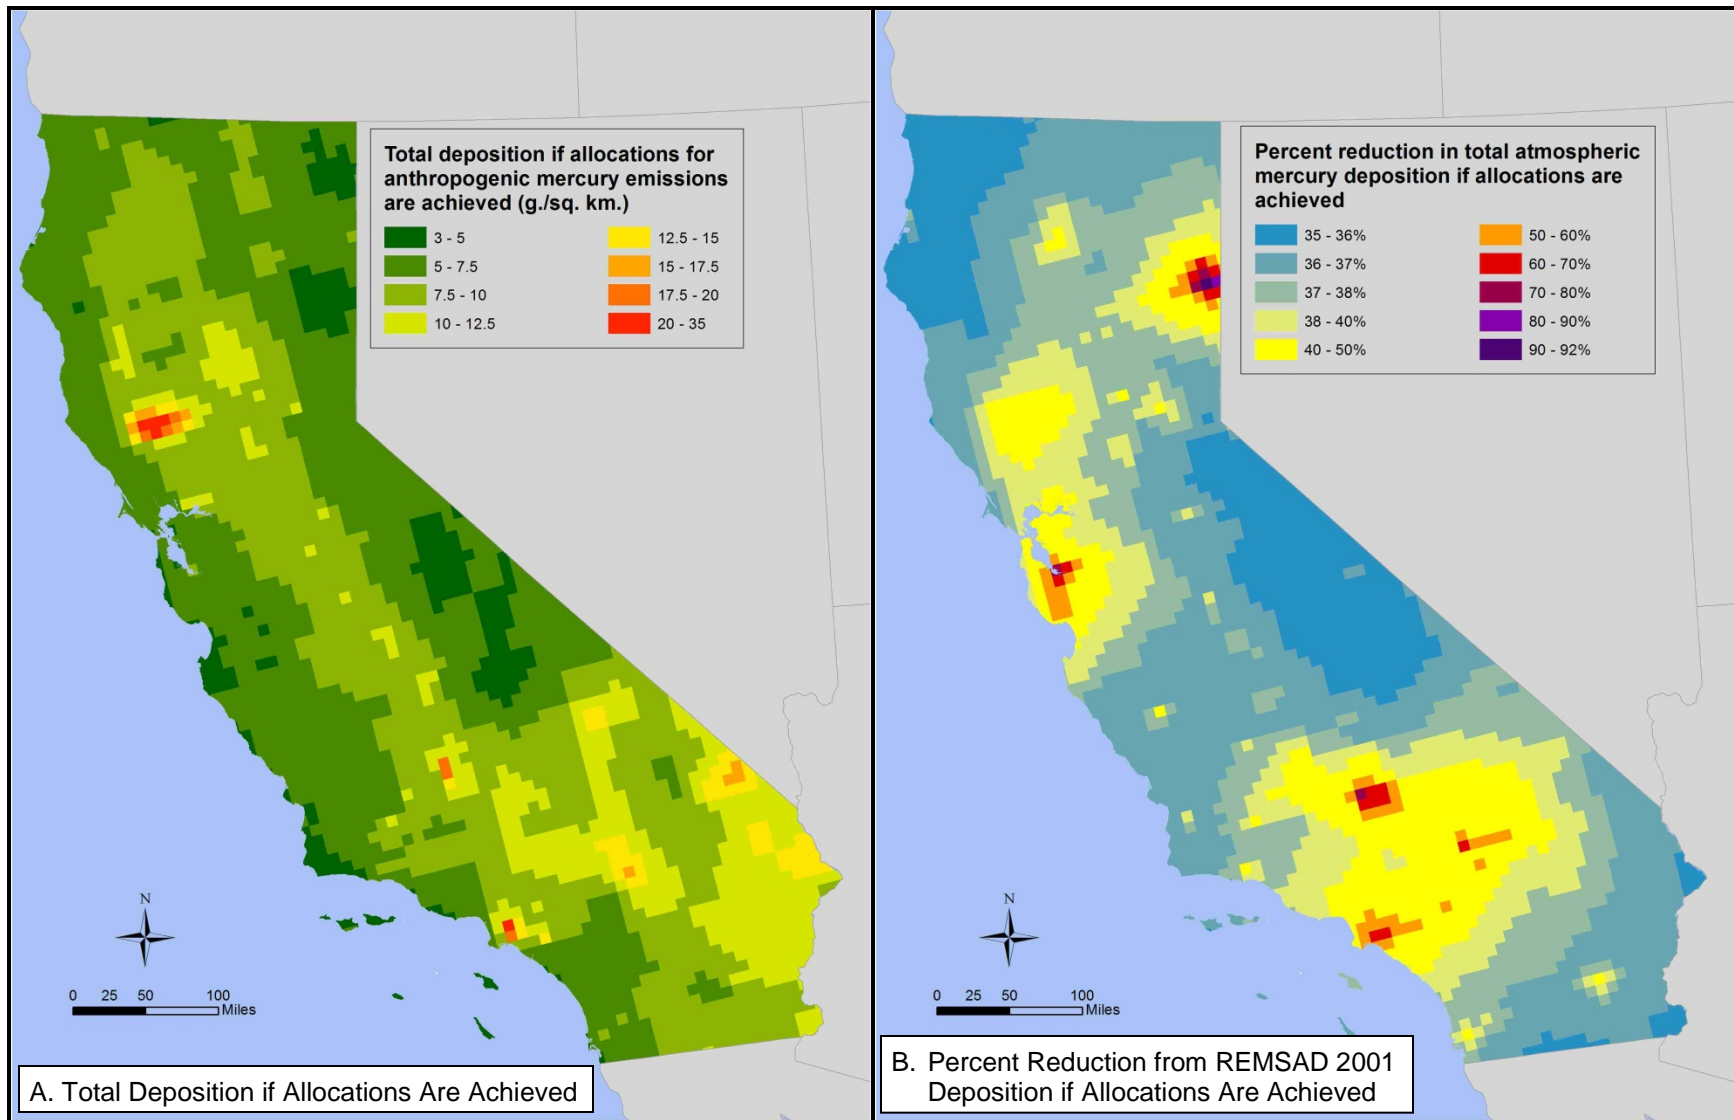 Total deposition if allocations for
anthropogenic mercury emissions
are achieved (g./sq. km.)
3 - 5
5 - 7.5
7.5 - 10
10 - 12.5
12.5 - 15
15 - 17.5
17.5 - 20
20 - 35
N
0 25 50 100
Miles
A. Total Deposition if Allocations Are Achieved
Percent reduction in total atmospheric
mercury deposition if allocations are
achieved
35 - 36%
36 - 37%
37 - 38%
38 - 40%
40 - 50%
50 - 60%
60 - 70%
70 - 80%
80 - 90%
90 - 92%
N
0 25 50 100
Miles
B. Percent Reduction from REMSAD 2001
Deposition if Allocations Are Achieved